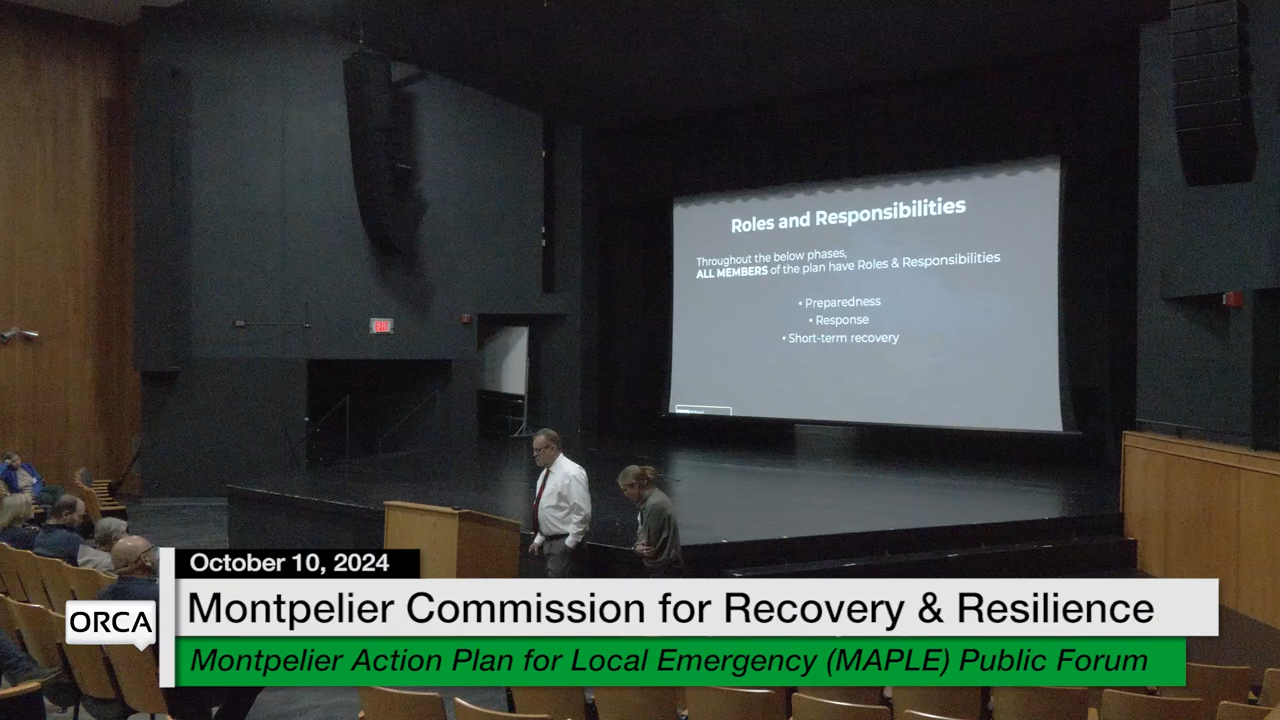 Roles and Responsibilities
Throughout the below phases,
ALL MEMBERS of the plan have Roles & Responsibilities
• Preparedness
• Response
• Short-term recovery
EXIT
October 10, 2024
Montpelier Commission for Recovery & Resilience
ORCA
Montpelier Action Plan for Local Emergency (MAPLE) Public Forum